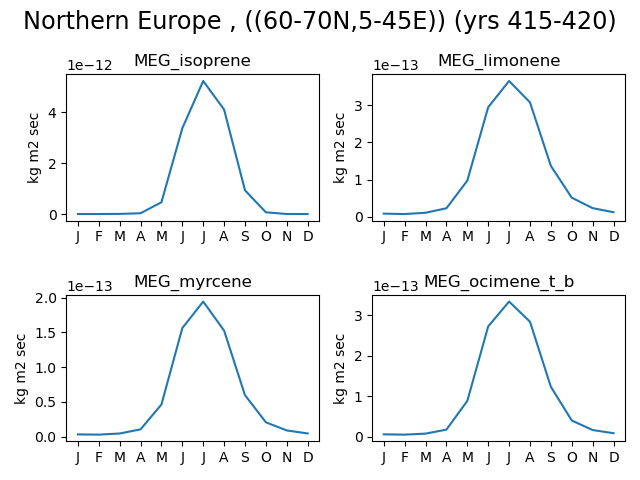 Northern Europe , ((60-70N,5-45E)) (yrs 415-420)
1e−12
MEG_isoprene
kg m2 sec
4
2
0
J F M A M J J A S O N D
1e−13
MEG_limonene
kg m2 sec
3
2
1
0
J F M A M J J A S O N D
1e−13
MEG_myrcene
kg m2 sec
2.0
1.5
1.0
0.5
0.0
J F M A M J J A S O N D
1e−13
MEG_ocimene_t_b
kg m2 sec
3
2
1
0
J F M A M J J A S O N D